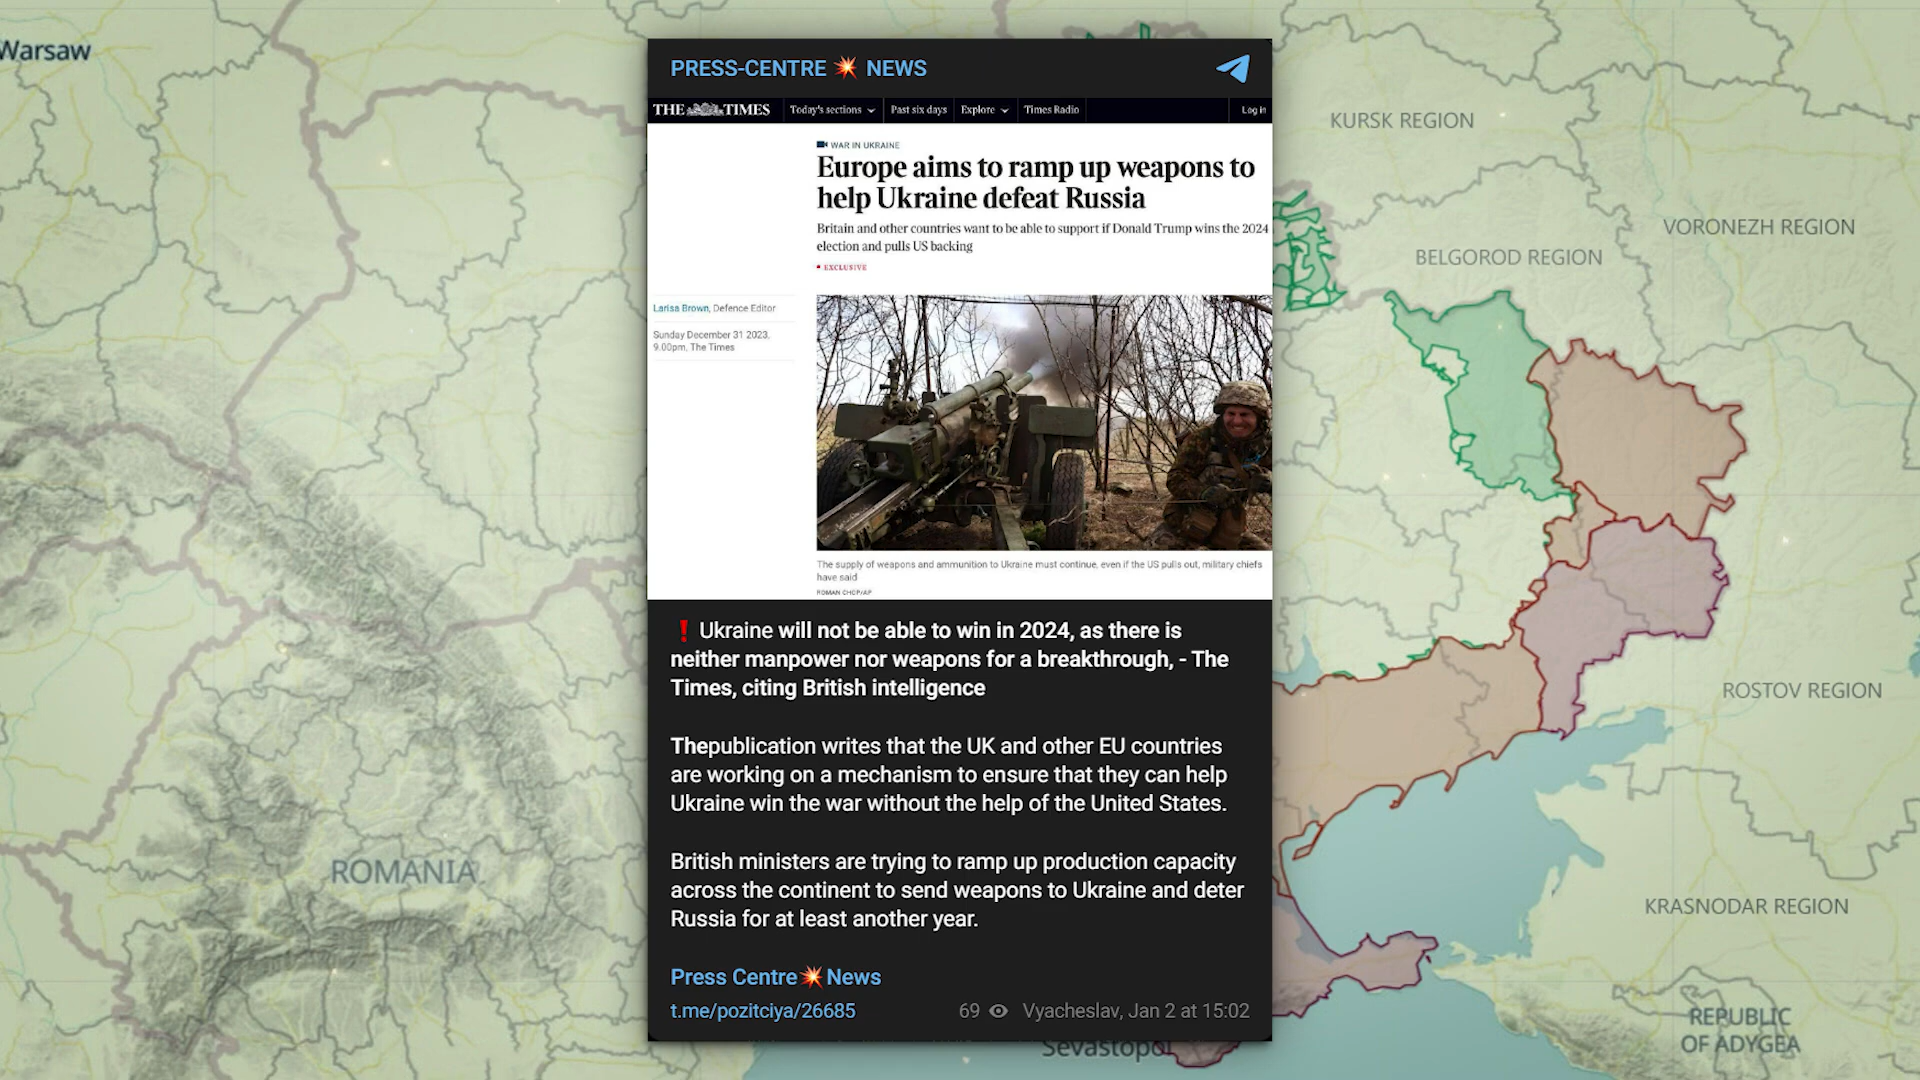 Warsaw
PRESS-CENTRE 💥 NEWS
THE TIMES Today's sections Past six days Explore Times Radio Log in
WAR IN UKRAINE
Europe aims to ramp up weapons to
help Ukraine defeat Russia
Britain and other countries want to be able to support if Donald Trump wins the 2024
election and pulls US backing
EXCLUSIVE
Larisa Brown, Defence Editor
Sunday December 31 2023,
9.00pm, The Times
The supply of weapons and ammunition to Ukraine must continue, even if the US pulls out, military chiefs
have said
ROMAN CHOP/AP
❗ Ukraine will not be able to win in 2024, as there is
neither manpower nor weapons for a breakthrough, - The
Times, citing British intelligence
Thepublication writes that the UK and other EU countries
are working on a mechanism to ensure that they can help
Ukraine win the war without the help of the United States.
British ministers are trying to ramp up production capacity
across the continent to send weapons to Ukraine and deter
Russia for at least another year.
Press Centre💥News
t.me/pozitciya/26685 69 Vyacheslav, Jan 2 at 15:02
KURSK REGION
VORONEZH REGION
BELGOROD REGION
ROSTOV REGION
ROMANIA
KRASNODAR REGION
REPUBLIC
OF ADYGEA
Sevastopol